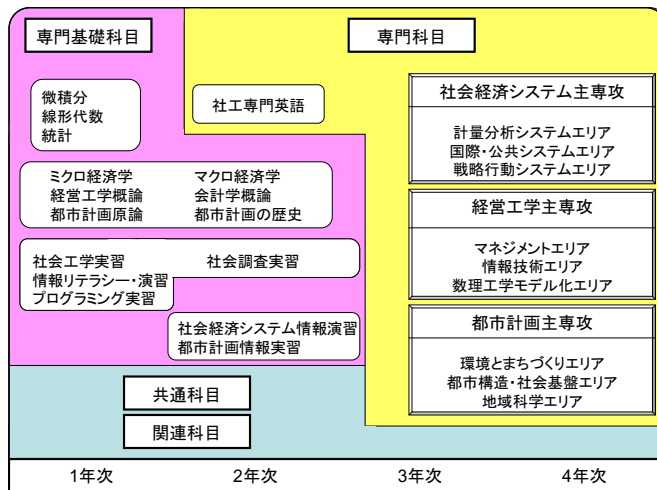 専門基礎科目
専門科目
微積分
線形代数
統計
社工専門英語
ミクロ経済学 マクロ経済学
経営工学概論 会計学概論
都市計画原論 都市計画の歴史
社会工学実習 社会調査実習
情報リテラシー・演習
プログラミング実習
社会経済システム情報演習
都市計画情報実習
社会経済システム主専攻
計量分析システムエリア
国際・公共システムエリア
戦略行動システムエリア
経営工学主専攻
マネジメントエリア
情報技術エリア
数理工学モデル化エリア
都市計画主専攻
環境とまちづくりエリア
都市構造・社会基盤エリア
地域科学エリア
共通科目
関連科目
1年次 2年次 3年次 4年次